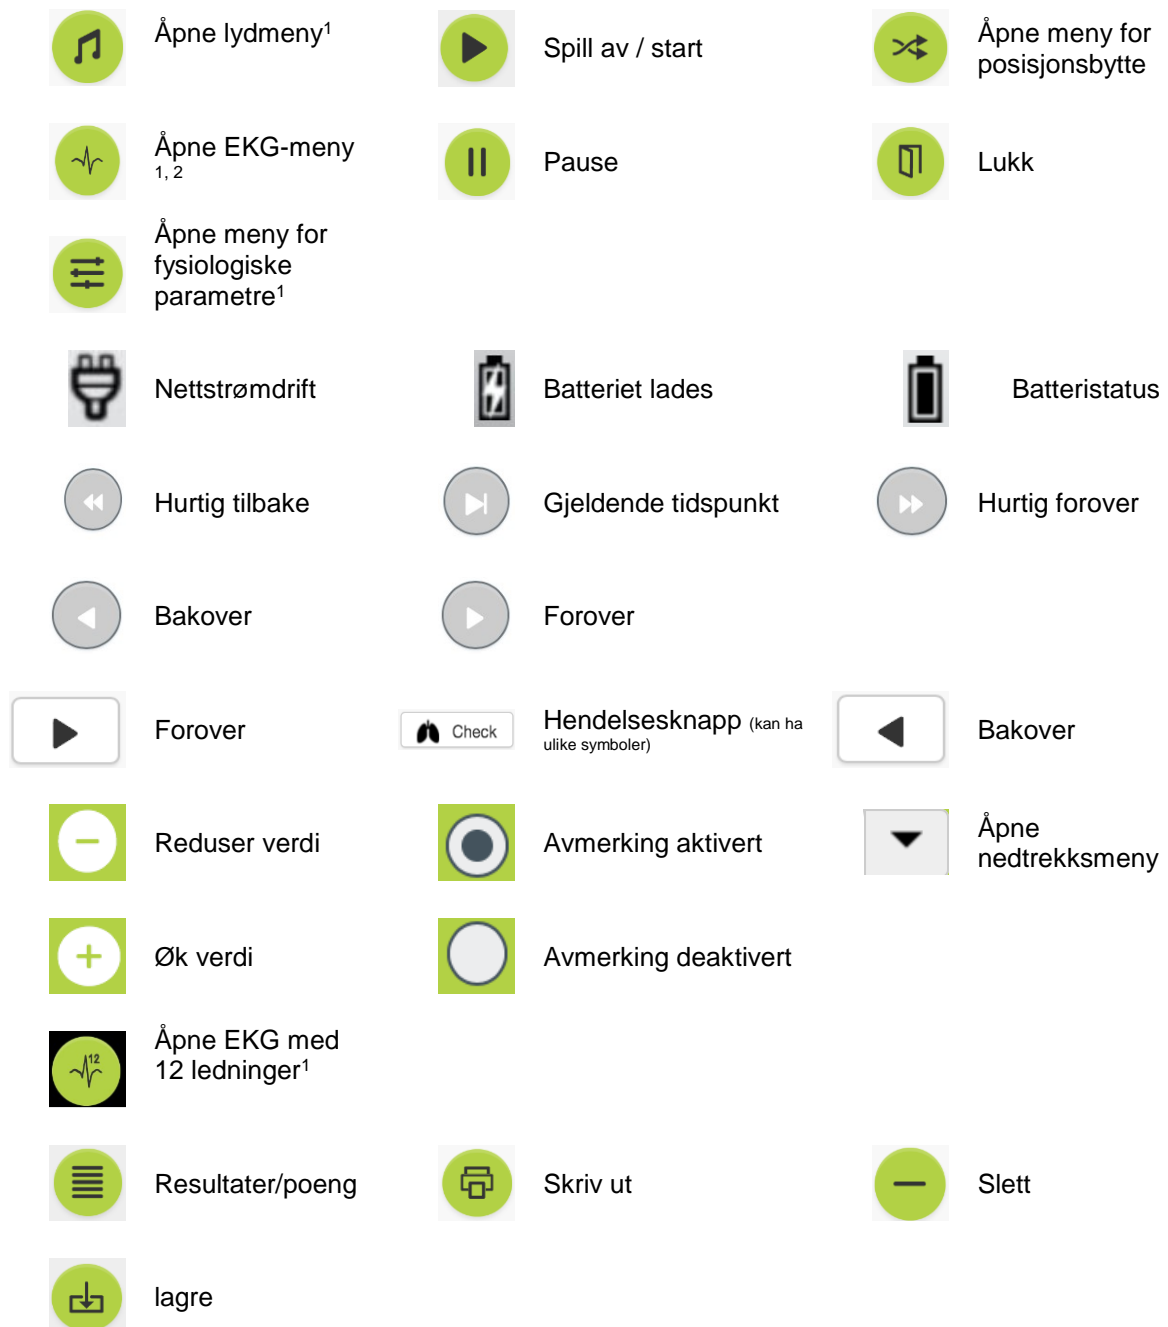 Åpne lydmeny1
Spill av / start
Åpne meny for
posisjonsbytte
Åpne EKG-meny
1, 2
Pause
Lukk
Åpne meny for
fysiologiske
parametre1
Nettstrømdrift
Batteriet lades
Batteristatus
Hurtig tilbake
Gjeldende tidspunkt
Hurtig forover
Bakover
Forover
Forover
Check
Hendelsesknapp (kan ha
ulike symboler)
Bakover
Reduser verdi
Avmerking aktivert
Åpne
nedtrekksmeny
Øk verdi
Avmerking deaktivert
12
Åpne EKG med
12 ledninger1
Resultater/poeng
Skriv ut
Slett
lagre